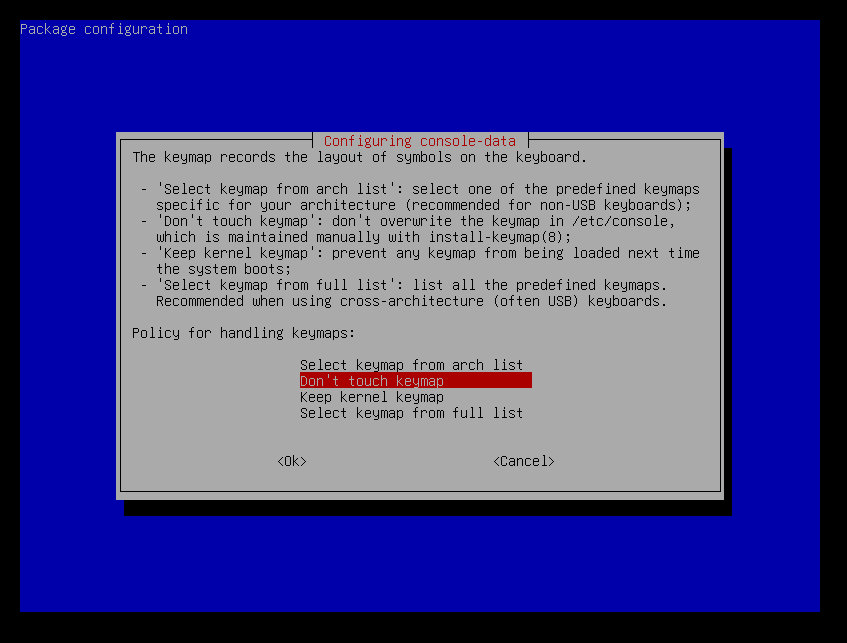 Package configuration
Configuring console-data
The keymap records the layout of symbols on the keyboard.
- 'Select keymap from arch list': select one of the predefined keymaps
specific for your architecture (recommended for non-USB keyboards);
- 'Don't touch keymap': don't overwrite the keymap in /etc/console,
which is maintained manually with install-keymap(8);
- 'Keep kernel keymap': prevent any keymap from being loaded next time
the system boots;
- 'Select keymap from full list': list all the predefined keymaps.
Recommended when using cross-architecture (often USB) keyboards.
Policy for handling keymaps:
Select keymap from arch list
Don't touch keymap
Keep kernel keymap
Select keymap from full list
<Ok> <Cancel>